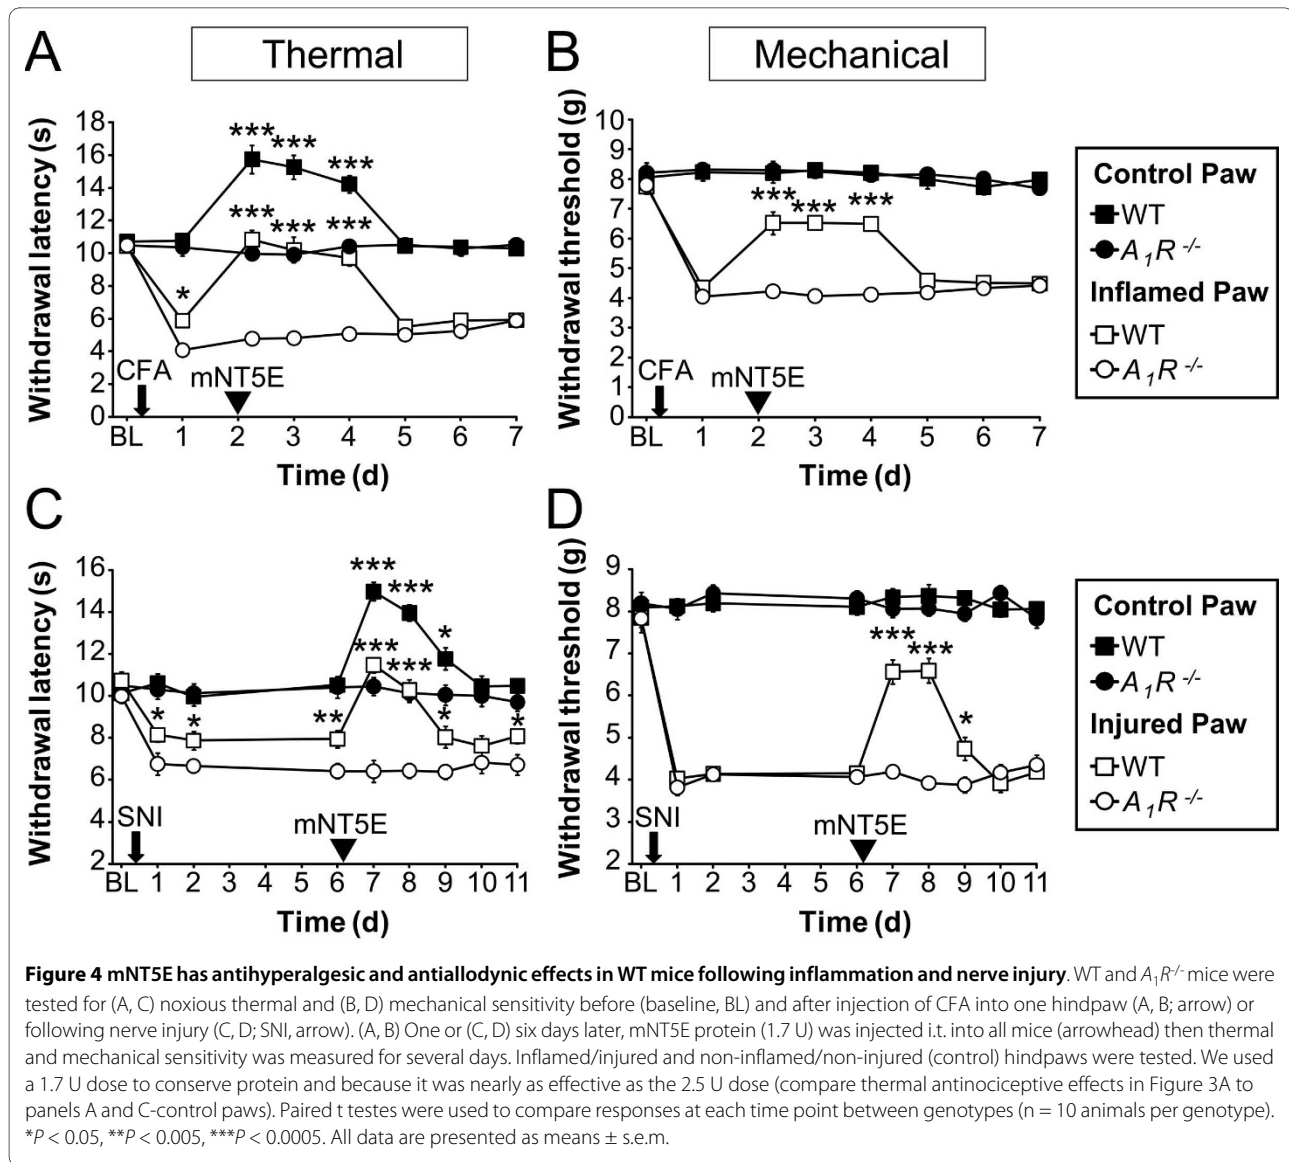 A
Thermal
B
Mechanical
Withdrawal latency (s)
18
16
14
12
10
8
6
4
2
0
***
***
***
***
***
***
*
CFA
mNT5E
BL 1 2 3 4 5 6 7
Time (d)
Withdrawal threshold (g)
10
9
8
7
6
5
4
3
2
1
0
***
***
***
CFA
mNT5E
BL 1 2 3 4 5 6 7
Time (d)
Control Paw
WT
A1R -/-
Inflamed Paw
WT
A1R -/-
C
D
Withdrawal latency (s)
16
14
12
10
8
6
4
2
***
***
*
***
***
*
*
**
*
*
SNI
mNT5E
BL 1 2 3 4 5 6 7 8 9 10 11
Time (d)
Withdrawal threshold (g)
9
8
7
6
5
4
3
2
***
***
*
SNI
mNT5E
BL 1 2 3 4 5 6 7 8 9 10 11
Time (d)
Control Paw
WT
A1R -/-
Injured Paw
WT
A1R -/-
Figure 4 mNT5E has antihyperalgesic and antiallodynic effects in WT mice following inflammation and nerve injury. WT and A1R-/- mice were
tested for (A, C) noxious thermal and (B, D) mechanical sensitivity before (baseline, BL) and after injection of CFA into one hindpaw (A, B; arrow) or
following nerve injury (C, D; SNI, arrow). (A, B) One or (C, D) six days later, mNT5E protein (1.7 U) was injected i.t. into all mice (arrowhead) then thermal
and mechanical sensitivity was measured for several days. Inflamed/injured and non-inflamed/non-injured (control) hindpaws were tested. We used
a 1.7 U dose to conserve protein and because it was nearly as effective as the 2.5 U dose (compare thermal antinociceptive effects in Figure 3A to
panels A and C-control paws). Paired t testes were used to compare responses at each time point between genotypes (n = 10 animals per genotype).
*P < 0.05, **P < 0.005, ***P < 0.0005. All data are presented as means ± s.e.m.